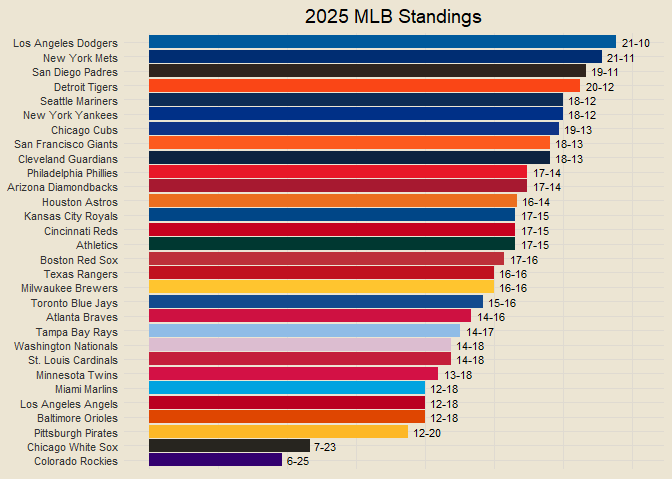 2025 MLB Standings
Los Angeles Dodgers 21-10
New York Mets 21-11
San Diego Padres 19-11
Detroit Tigers 20-12
Seattle Mariners 18-12
New York Yankees 18-12
Chicago Cubs 19-13
San Francisco Giants 18-13
Cleveland Guardians 18-13
Philadelphia Phillies 17-14
Arizona Diamondbacks 17-14
Houston Astros 16-14
Kansas City Royals 17-15
Cincinnati Reds 17-15
Athletics 17-15
Boston Red Sox 17-16
Texas Rangers 16-16
Milwaukee Brewers 16-16
Toronto Blue Jays 15-16
Atlanta Braves 14-16
Tampa Bay Rays 14-17
Washington Nationals 14-18
St. Louis Cardinals 14-18
Minnesota Twins 13-18
Miami Marlins 12-18
Los Angeles Angels 12-18
Baltimore Orioles 12-18
Pittsburgh Pirates 12-20
Chicago White Sox 7-23
Colorado Rockies 6-25